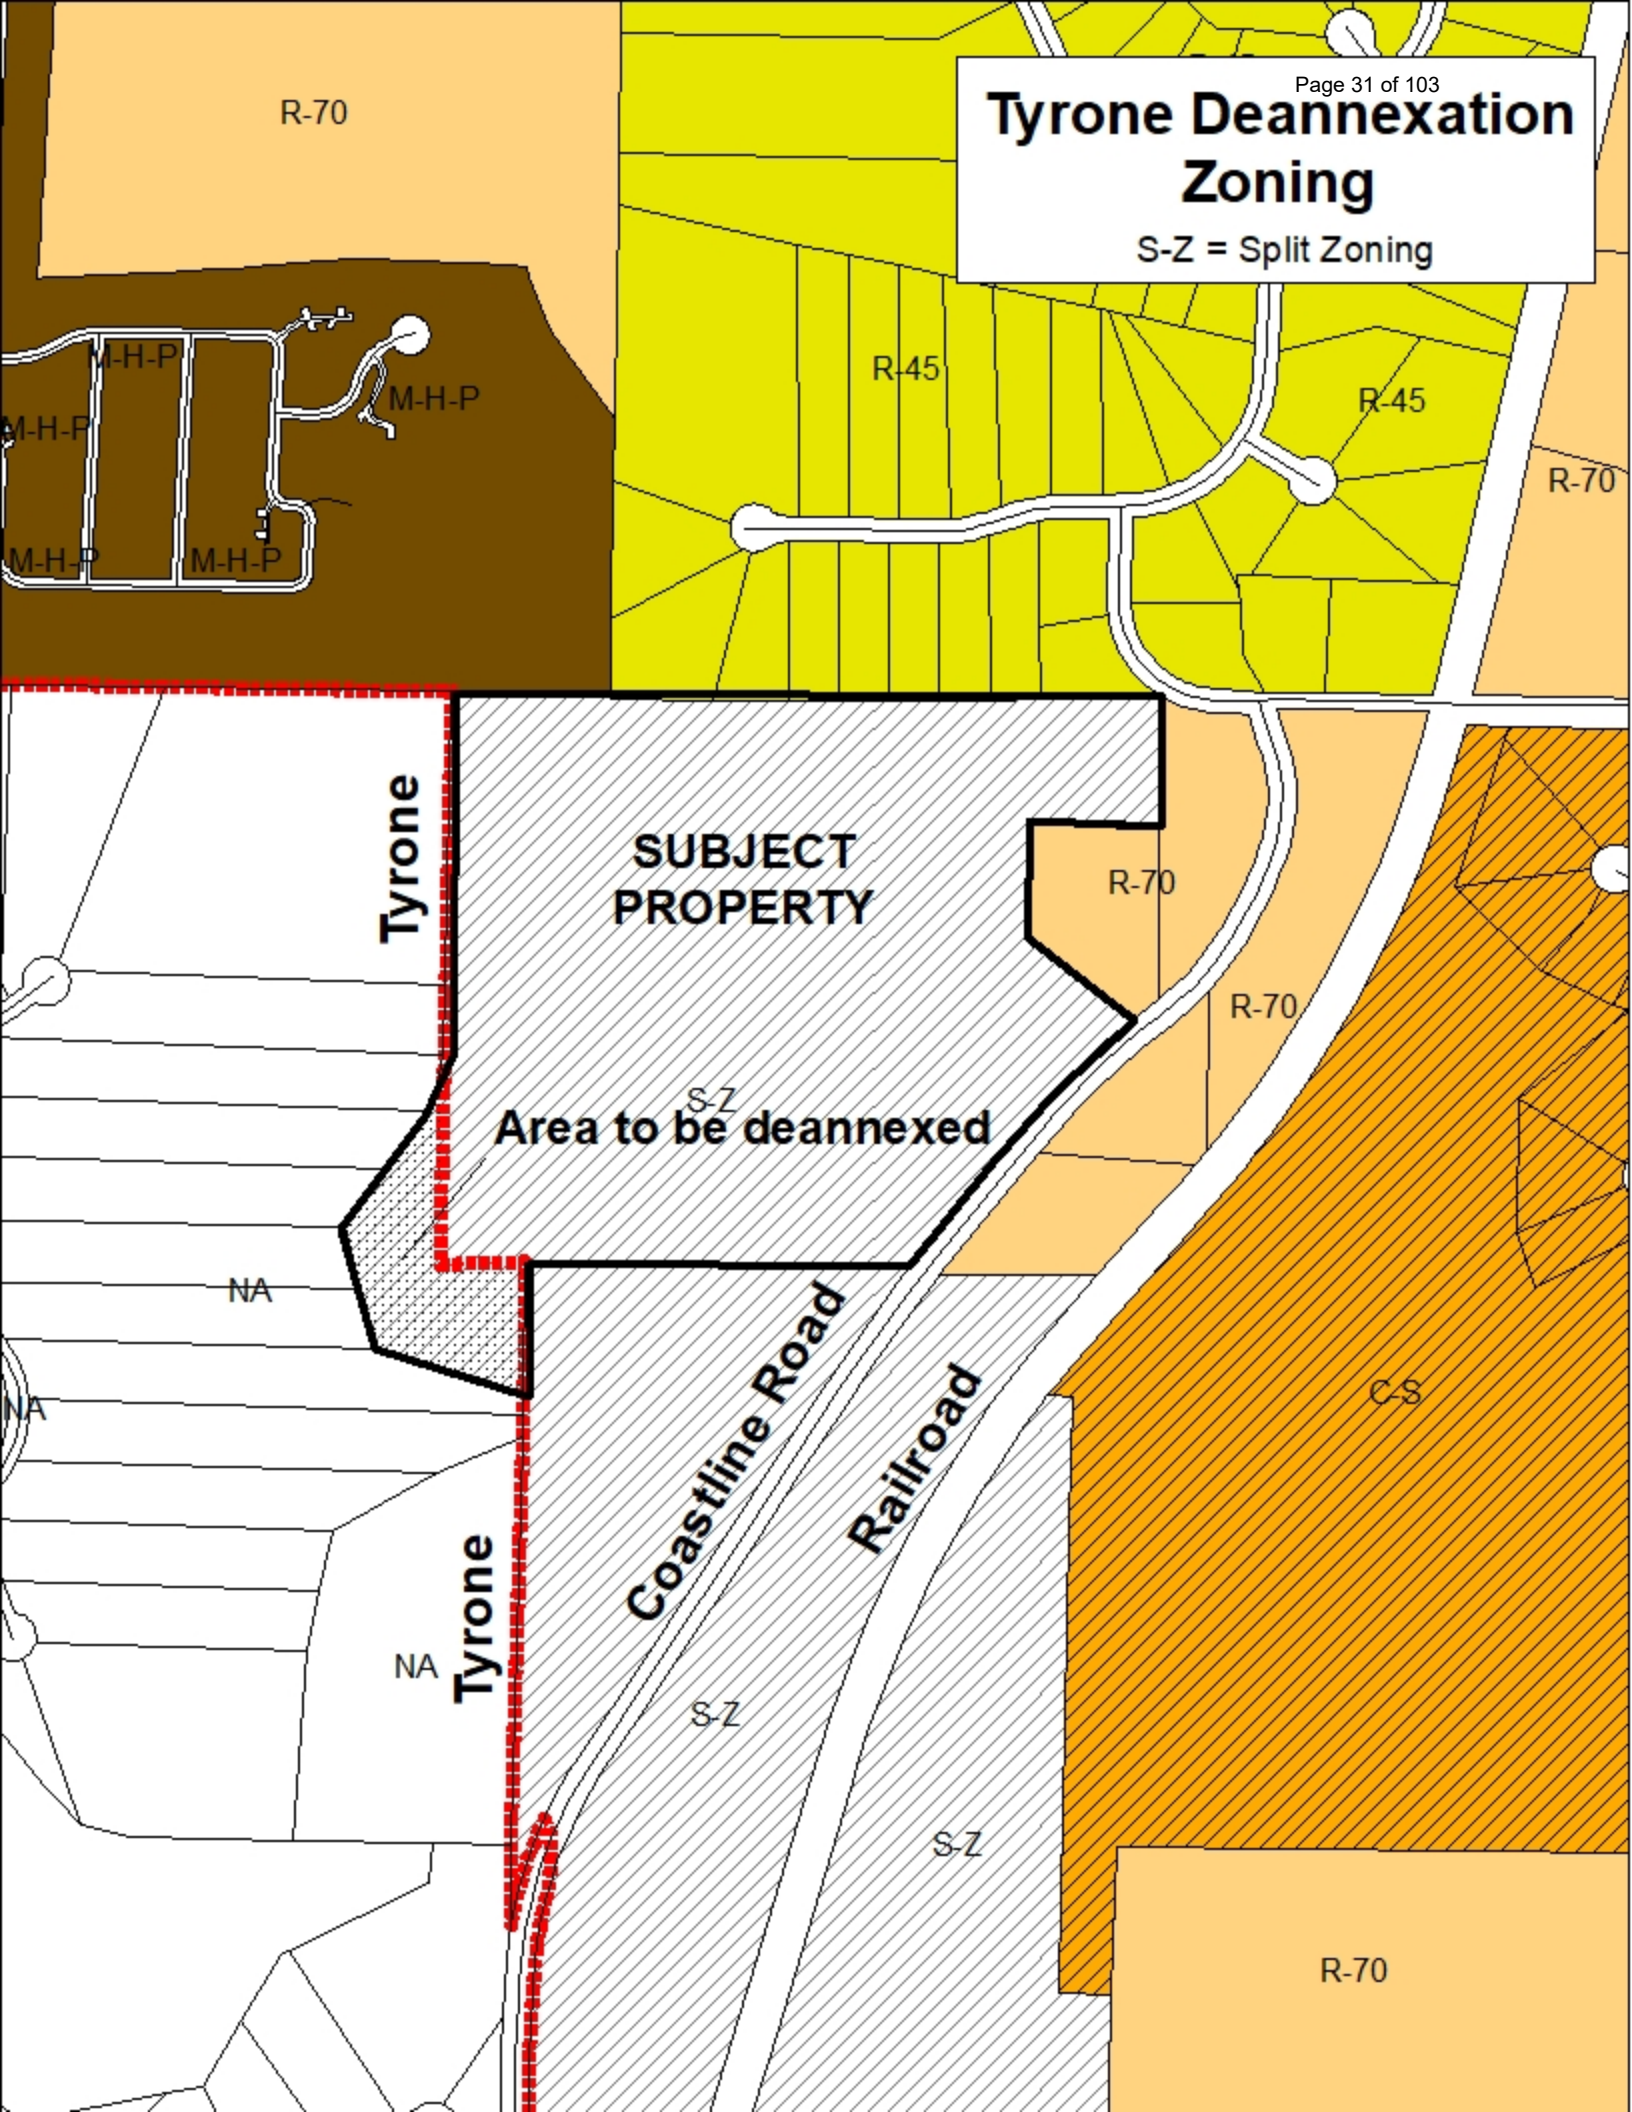 Page 31 of 103
Tyrone Deannexation
Zoning
S-Z = Split Zoning
R-70
M-H-P
M-H-P
M-H-P
M-H-P
M-H-P
R-45
R-45
R-70
Tyrone
SUBJECT
PROPERTY
R-70
R-70
S-Z
Area to be deannexed
NA
NA
Coastline Road
Railroad
C-S
Tyrone
NA
S-Z
S-Z
R-70